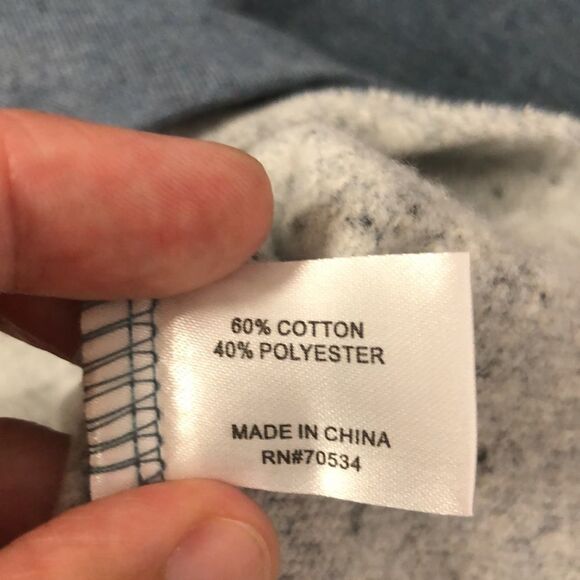 60% COTTON
40% POLYESTER
MADE IN CHINA
RN#70534